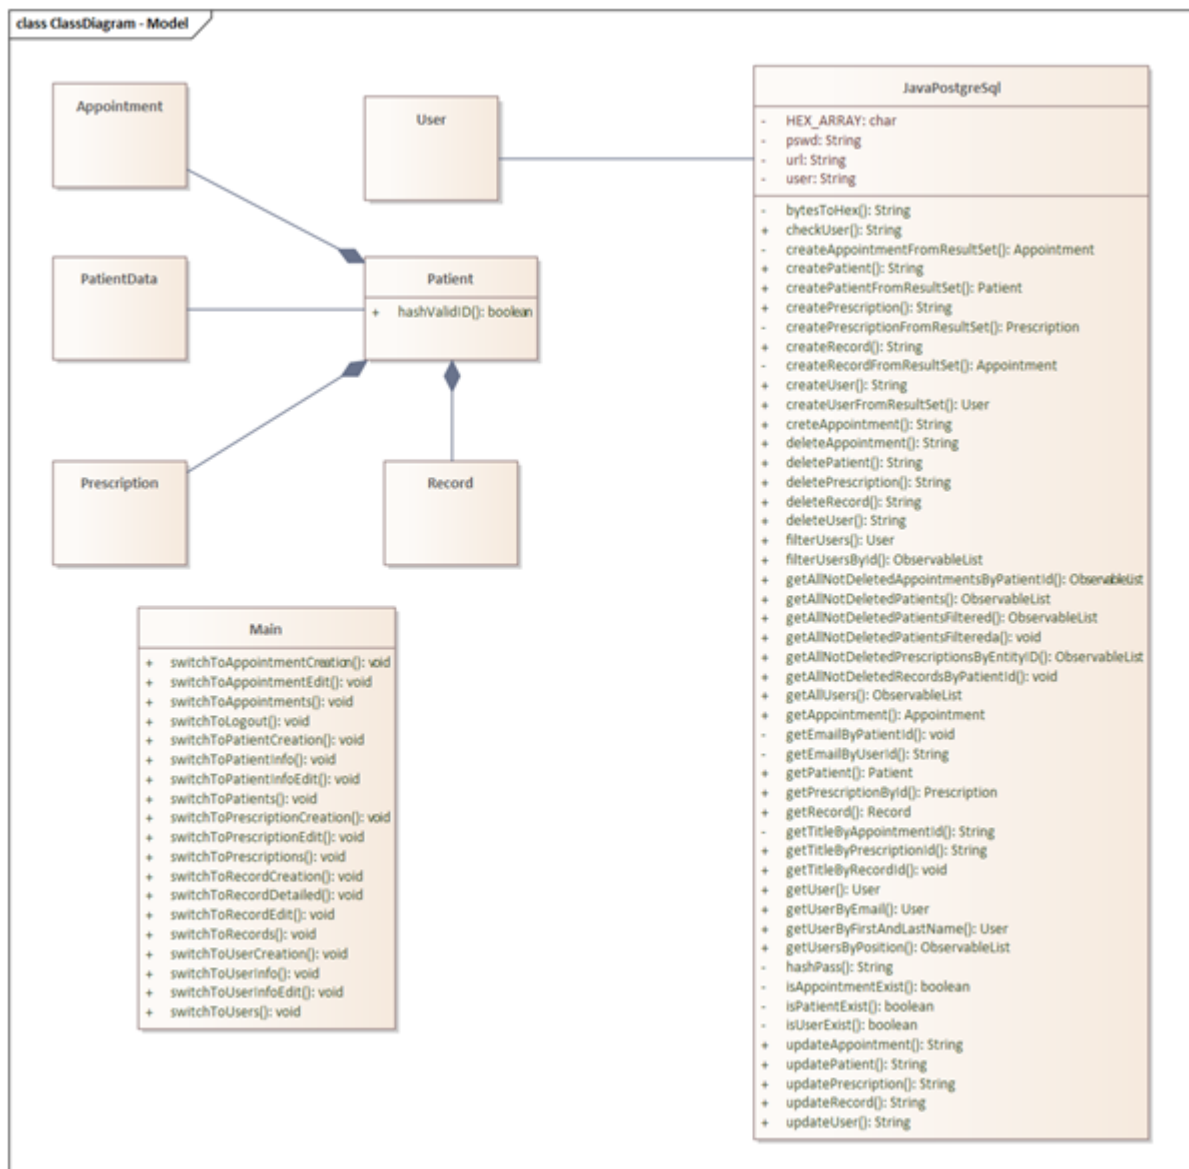 class ClassDiagram - Model
Appointment
User
PatientData
Patient
+ hashValidID(): boolean
Prescription
Record
Main
+ switchToAppointmentCreation(): void
+ switchToAppointmentEdit(): void
+ switchToAppointments(): void
+ switchToLogout(): void
+ switchToPatientCreation(): void
+ switchToPatientInfo(): void
+ switchToPatientInfoEdit(): void
+ switchToPatients(): void
+ switchToPrescriptionCreation(): void
+ switchToPrescriptionEdit(): void
+ switchToPrescriptions(): void
+ switchToRecordCreation(): void
+ switchToRecordDetailed(): void
+ switchToRecordEdit(): void
+ switchToRecords(): void
+ switchToUserCreation(): void
+ switchToUserInfo(): void
+ switchToUserInfoEdit(): void
+ switchToUsers(): void
JavaPostgreSql
- HEX_ARRAY: char
- pswd: String
- url: String
- user: String
- bytesToHex(): String
+ checkUser(): String
- createAppointmentFromResultSet(): Appointment
+ createPatient(): String
+ createPatientFromResultSet(): Patient
+ createPrescription(): String
- createPrescriptionFromResultSet(): Prescription
+ createRecord(): String
- createRecordFromResultSet(): Appointment
+ createUser(): String
+ createUserFromResultSet(): User
+ creteAppointment(): String
+ deleteAppointment(): String
+ deletePatient(): String
+ deletePrescription(): String
+ deleteRecord(): String
+ deleteUser(): String
+ filterUsers(): User
+ filterUsersById(): ObservableList
+ getAllNotDeletedAppointmentsByPatientId(): ObservableList
+ getAllNotDeletedPatients(): ObservableList
+ getAllNotDeletedPatientsFiltered(): ObservableList
+ getAllNotDeletedPatientsFiltereda(): void
+ getAllNotDeletedPrescriptionsByEntityID(): ObservableList
+ getAllNotDeletedRecordsByPatientId(): void
+ getAllUsers(): ObservableList
+ getAppointment(): Appointment
- getEmailByPatientId(): void
- getEmailByUserId(): String
+ getPatient(): Patient
+ getPrescriptionById(): Prescription
+ getRecord(): Record
- getTitleByAppointmentId(): String
+ getTitleByPrescriptionId(): String
+ getTitleByRecordId(): void
+ getUser(): User
+ getUserByEmail(): User
+ getUserByFirstAndLastName(): User
+ getUsersByPosition(): ObservableList
- hashPass(): String
- isAppointmentExist(): boolean
- isPatientExist(): boolean
- isUserExist(): boolean
+ updateAppointment(): String
+ updatePatient(): String
+ updatePrescription(): String
+ updateRecord(): String
+ updateUser(): String